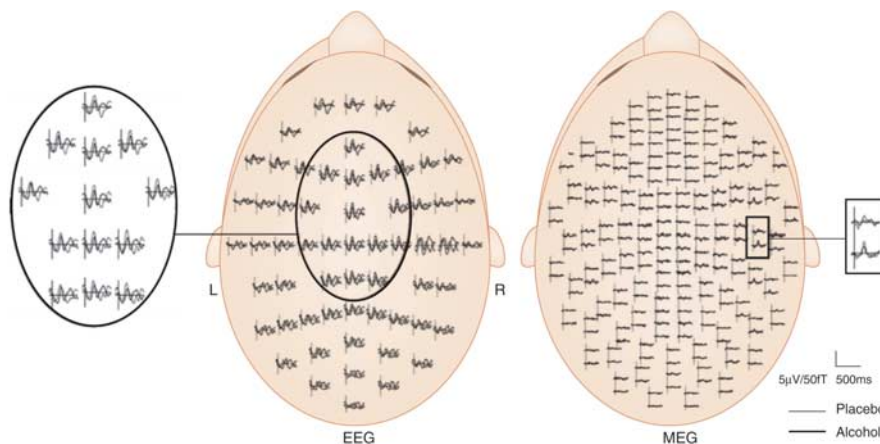 L
R
5μV/50fT 500ms
Placebo
Alcohol
EEG
MEG